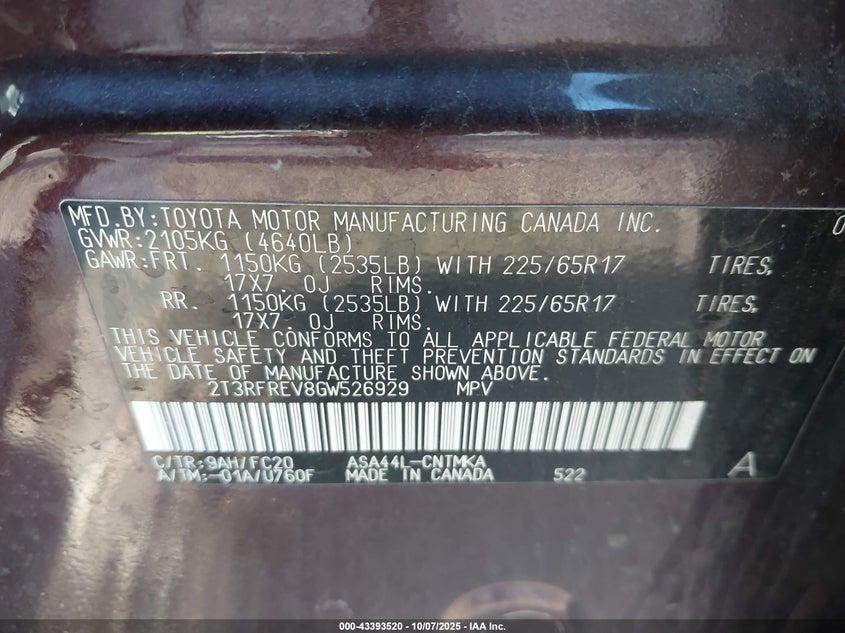 MFD.BY:TOYOTA MOTOR MANUFACTURING CANADA INC. 0
GVWR:2105KG (4640LB)
GAWR:FRT. 1150KG (2535LB) WITH 225/65R17 TIRES,
17X7. 0J RIMS.
RR. 1150KG (2535LB) WITH 225/65R17 TIRES,
17X7. 0J RIMS.
THIS VEHICLE CONFORMS TO ALL APPLICABLE FEDERAL MOTOR
VEHICLE SAFETY AND THEFT PREVENTION STANDARDS IN EFFECT ON
THE DATE OF MANUFACTURE SHOWN ABOVE.
2T3RFREV8GW526929 MPV
C/TR:9AH/FC20 ASA44L-CNTMKA
A/TM:-01A/U760F MADE IN CANADA 522 A
000-43393520 - 10/07/2025 - IAA Inc.